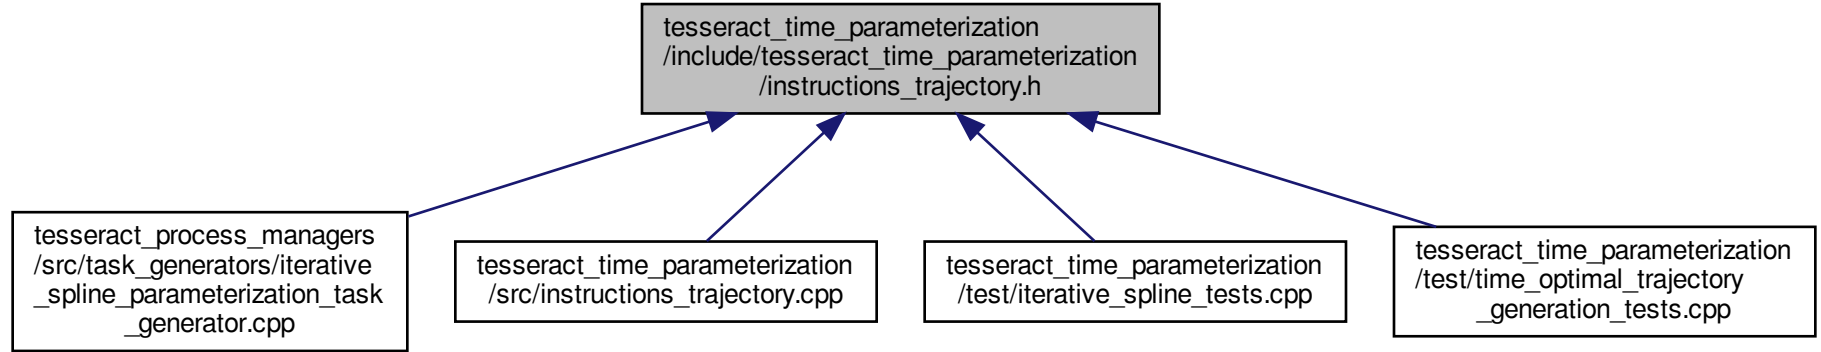 tesseract_time_parameterization
/include/tesseract_time_parameterization
/instructions_trajectory.h
tesseract_process_managers
/src/task_generators/iterative
_spline_parameterization_task
_generator.cpp
tesseract_time_parameterization
/src/instructions_trajectory.cpp
tesseract_time_parameterization
/test/iterative_spline_tests.cpp
tesseract_time_parameterization
/test/time_optimal_trajectory
_generation_tests.cpp